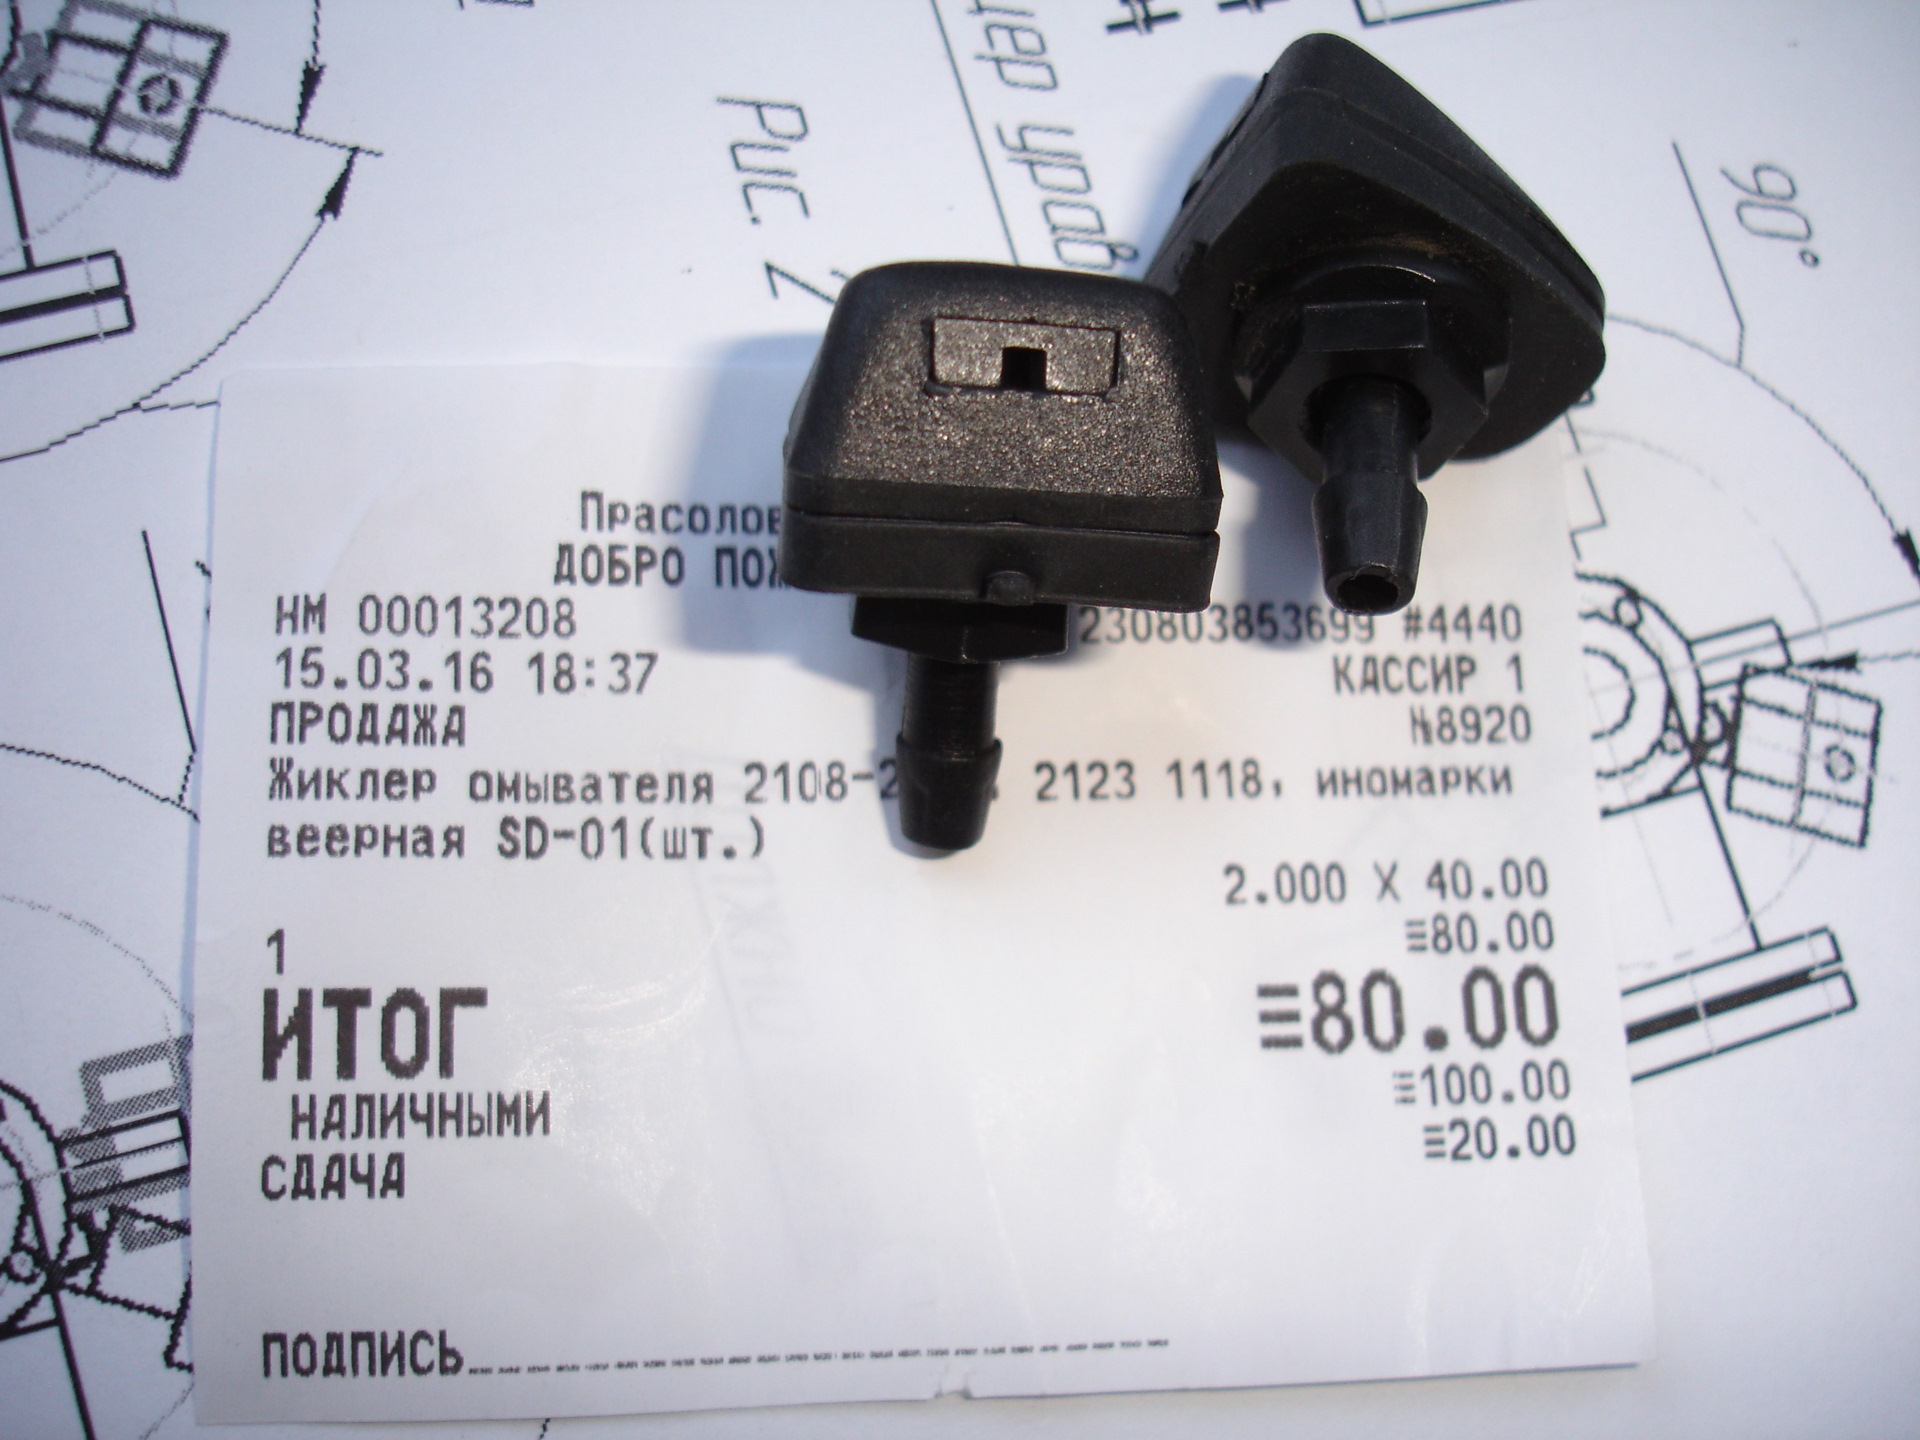 Рис. 2
90°
Прасолов
ДОБРО
НМ 00013208 230803853699 #4440
15.03.16 18:37 КАССИР 1
ПРОДАЖА №8920
Жиклер омывателя 2108-2 2123 1118, иномарки
веерная SD-01(шт.)
2.000 X 40.00
≡80.00
1
ИТОГ ≡80.00
НАЛИЧНЫМИ ≡100.00
СДАЧА ≡20.00
ПОДПИСЬ